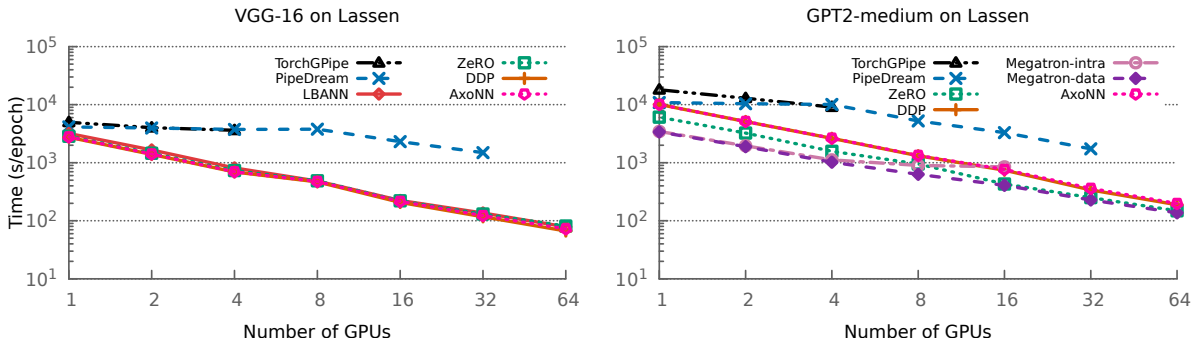 VGG-16 on Lassen
Time (s/epoch)
10^5
10^4
10^3
10^2
10^1
TorchGPipe
PipeDream
LBANN
ZeRO
DDP
AxoNN
1 2 4 8 16 32 64
Number of GPUs
GPT2-medium on Lassen
10^5
10^4
10^3
10^2
10^1
TorchGPipe
PipeDream
ZeRO
DDP
Megatron-intra
Megatron-data
AxoNN
1 2 4 8 16 32 64
Number of GPUs